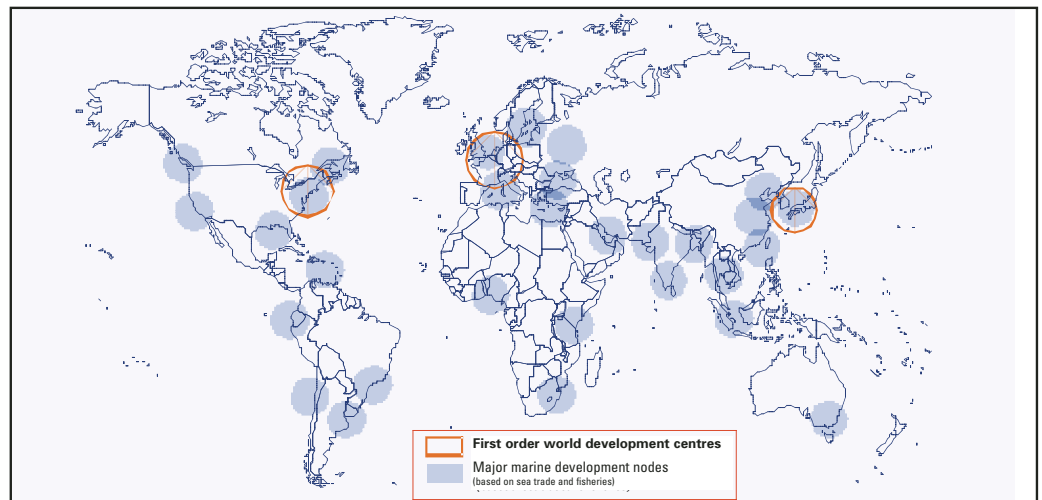 First order world development centres
Major marine development nodes
(based on sea trade and fisheries)